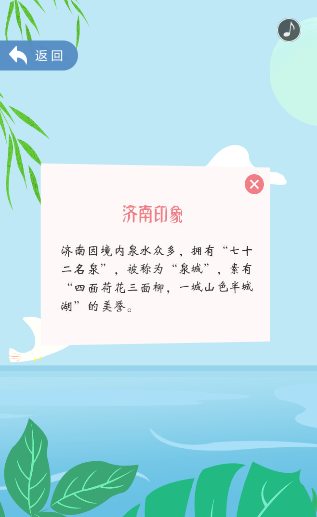 返回
济南印象
济南因境内泉水众多，拥有“七十
二名泉”，被称为“泉城”，素有
“四面荷花三面柳，一城山色半城
湖”的美誉。